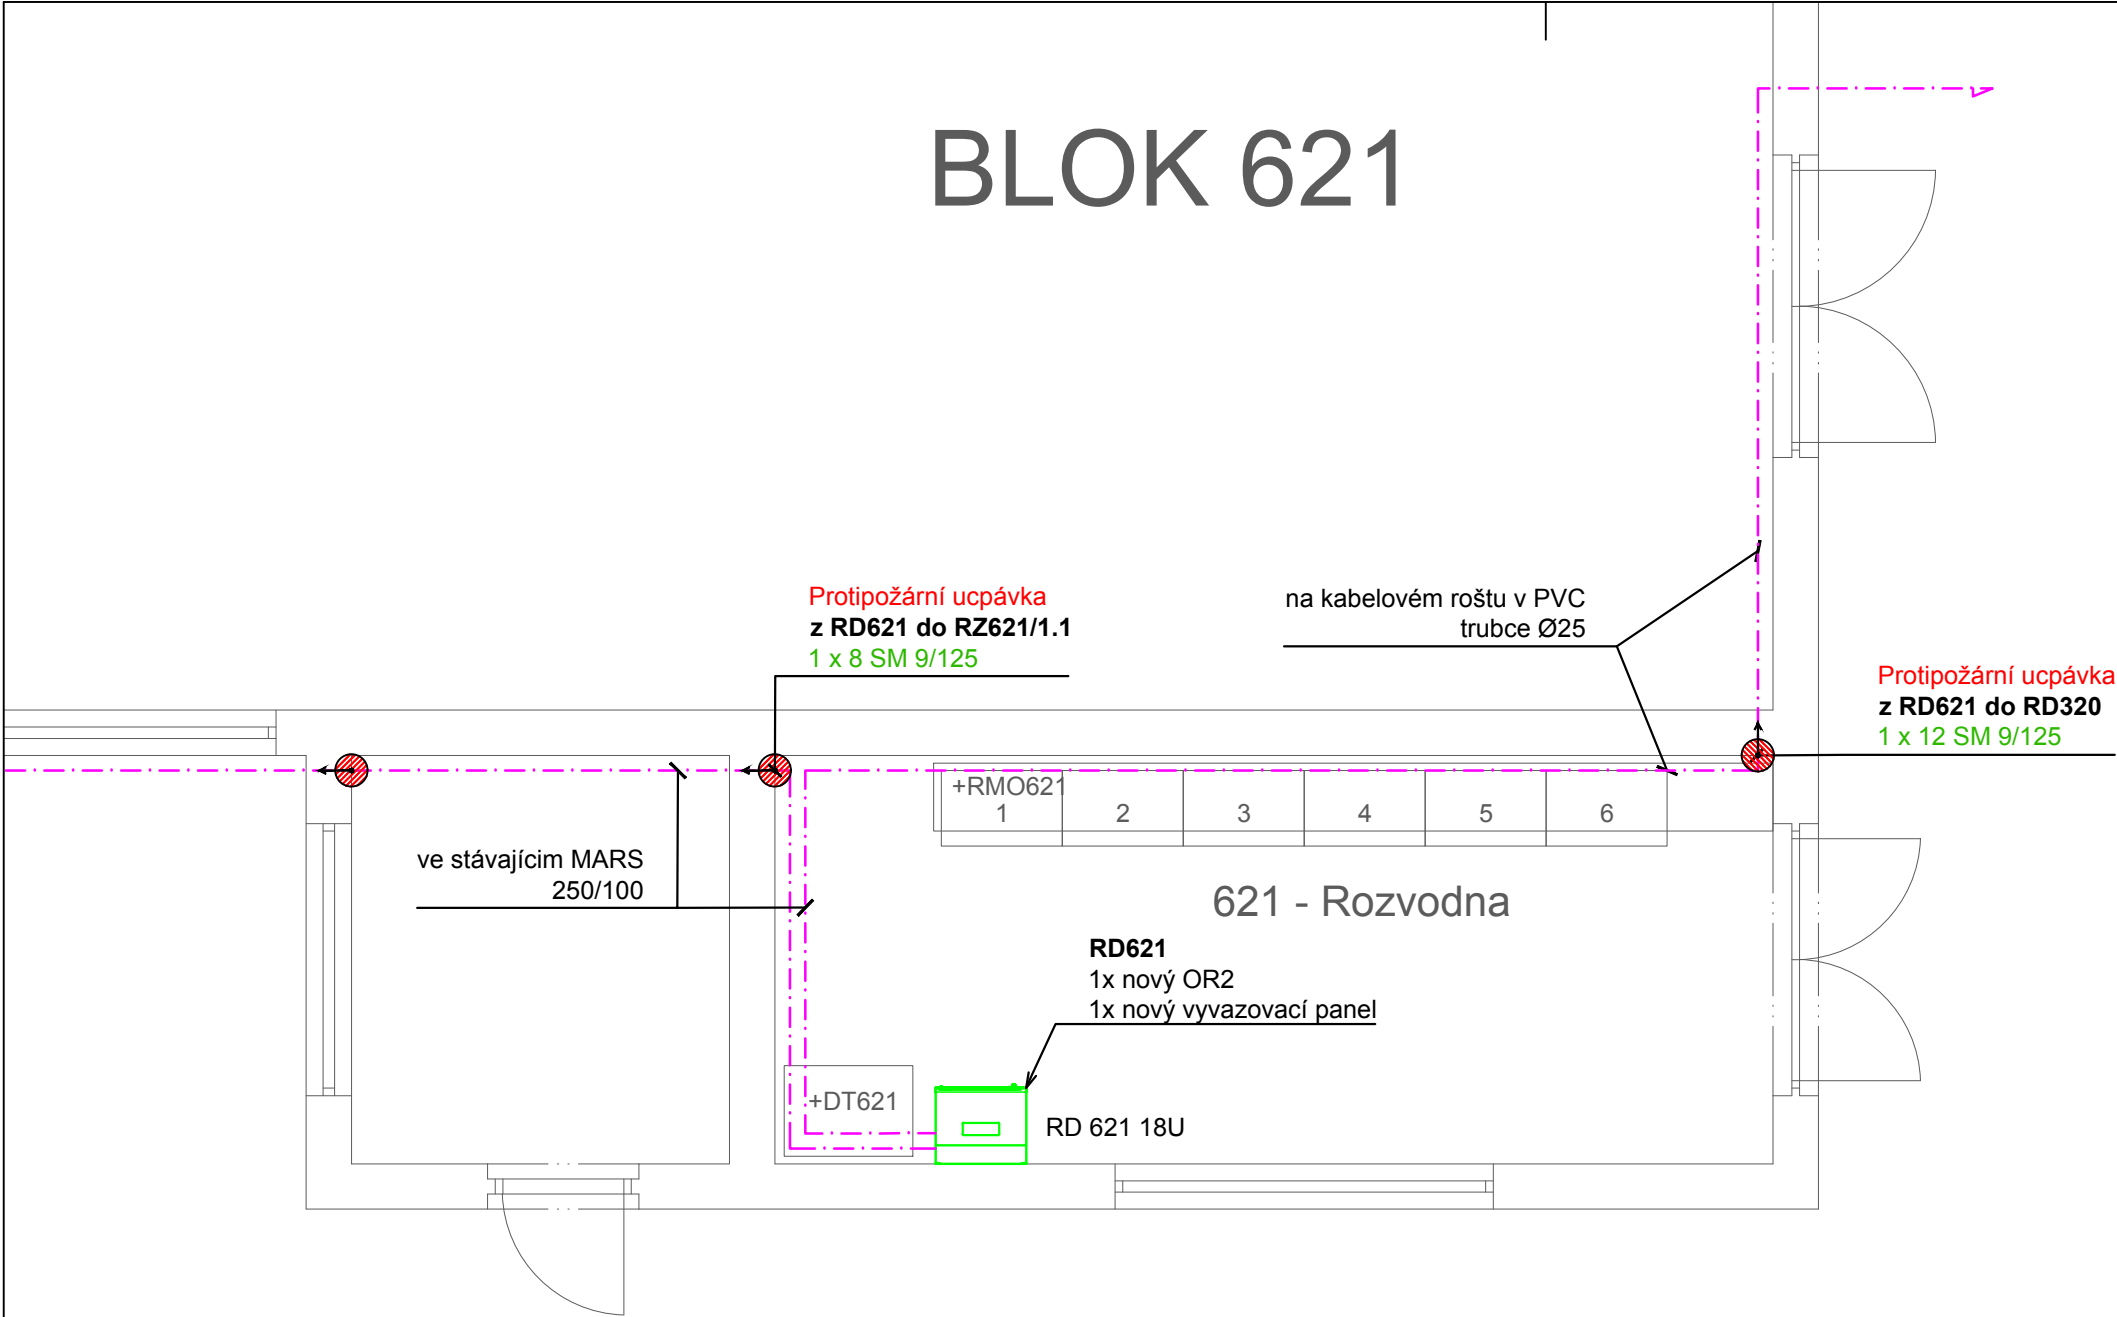 BLOK 621
Protipožární ucpávka
z RD621 do RZ621/1.1
1 x 8 SM 9/125
na kabelovém roštu v PVC
trubce Ø25
Protipožární ucpávka
z RD621 do RD320
1 x 12 SM 9/125
+RMO621
1 2 3 4 5 6
ve stávajícim MARS
250/100
621 - Rozvodna
RD621
1x nový OR2
1x nový vyvazovací panel
+DT621
RD 621 18U